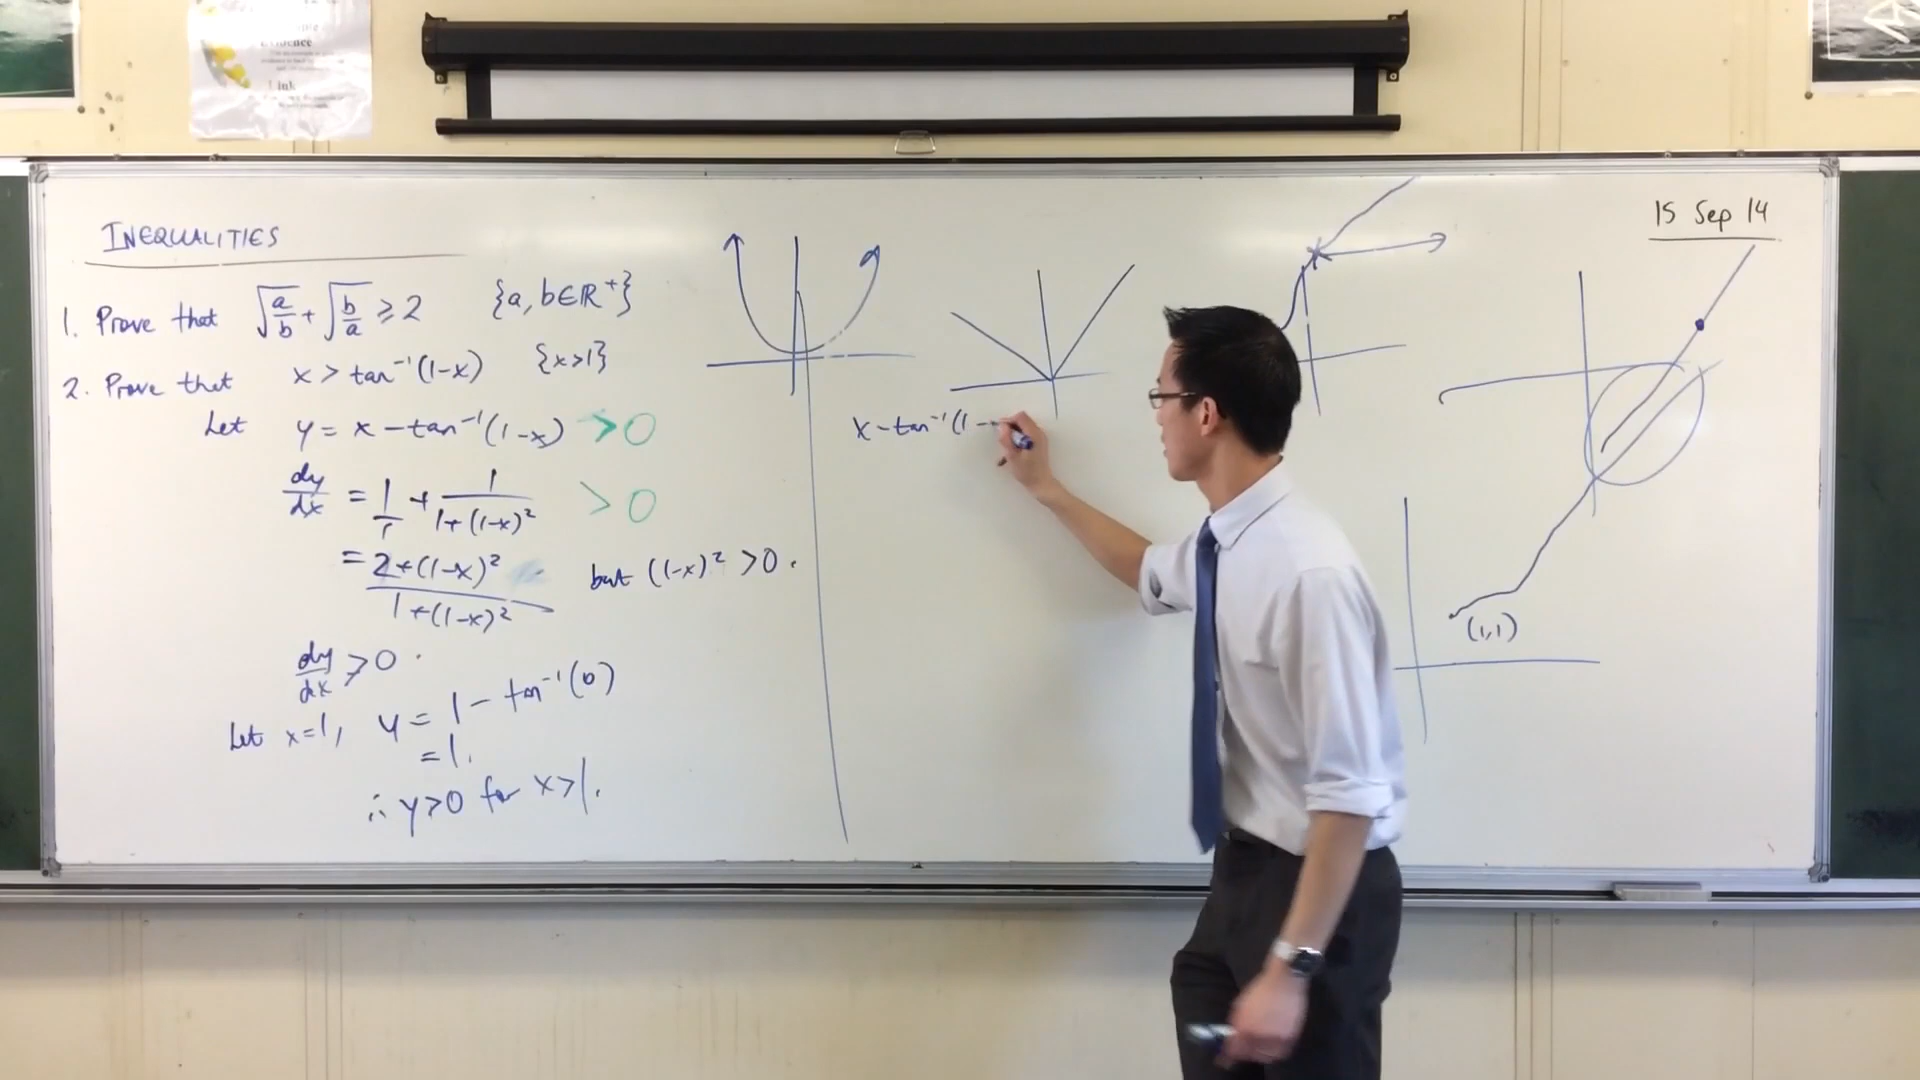 INEQUALITIES
1. Prove that √(a/b) + √(b/a) ≥ 2 {a, b ∈ ℝ⁺}
2. Prove that x > tan⁻¹(1-x) {x>1}
Let y = x - tan⁻¹(1-x) > 0
dy/dx = 1/1 + 1/(1+(1-x)²) > 0
= (2+(1-x)²)/(1+(1-x)²) but (1-x)² > 0.
dy/dx > 0.
Let x=1, y = 1 - tan⁻¹(0)
= 1.
∴ y>0 for x>1.
x - tan⁻¹(1 -
15 Sep 14
(1,1)
Evidence
Link